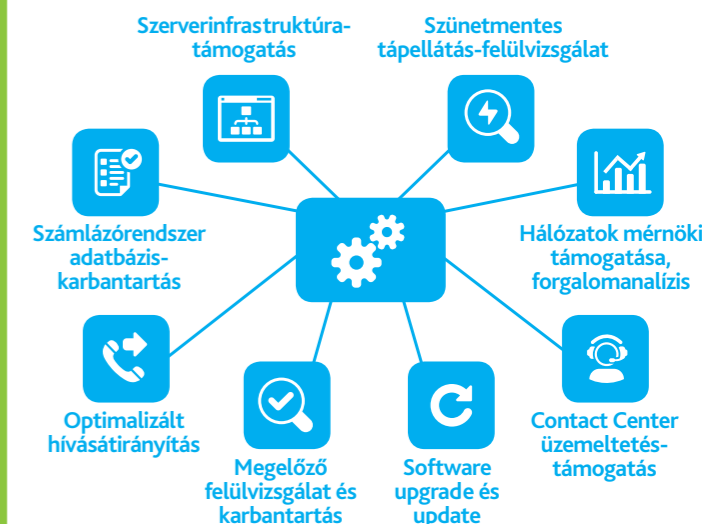 Szerverinfrastruktúra-
támogatás
Szünetmentes
tápellátás-felülvizsgálat
Számlázórendszer
adatbázis-
karbantartás
Hálózatok mérnöki
támogatása,
forgalomanalízis
Optimalizált
hívásátirányítás
Megelőző
felülvizsgálat és
karbantartás
Software
upgrade és
update
Contact Center
üzemeltetés-
támogatás